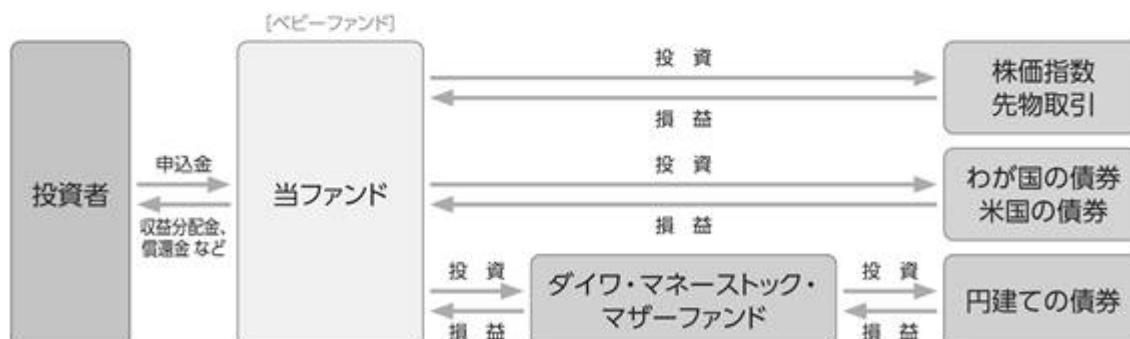 [ベビーファンド]
投資者
申込金
収益分配金、
償還金 など
当ファンド
投 資
損 益
株価指数
先物取引
投 資
損 益
わが国の債券
米国の債券
投 資
損 益
ダイワ・マネーストック・
マザーファンド
投 資
損 益
円建ての債券